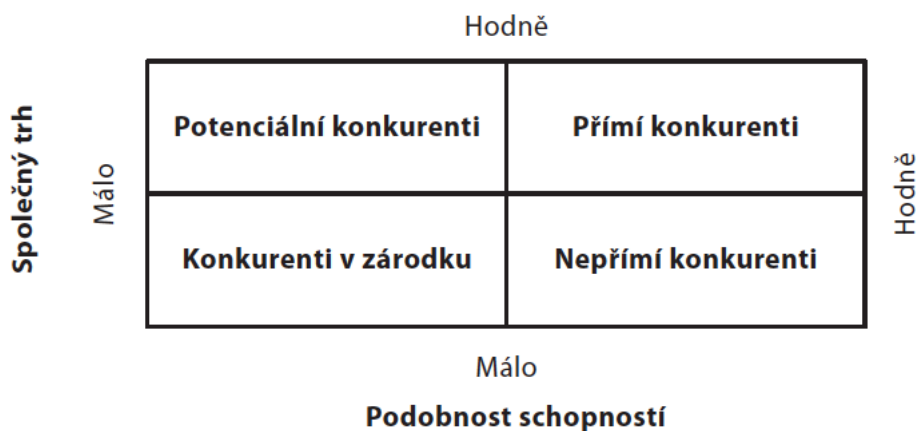 Hodně
Společný trh
Málo
Potenciální konkurenti
Přímí konkurenti
Hodně
Konkurenti v zárodku
Nepřímí konkurenti
Málo
Podobnost schopností